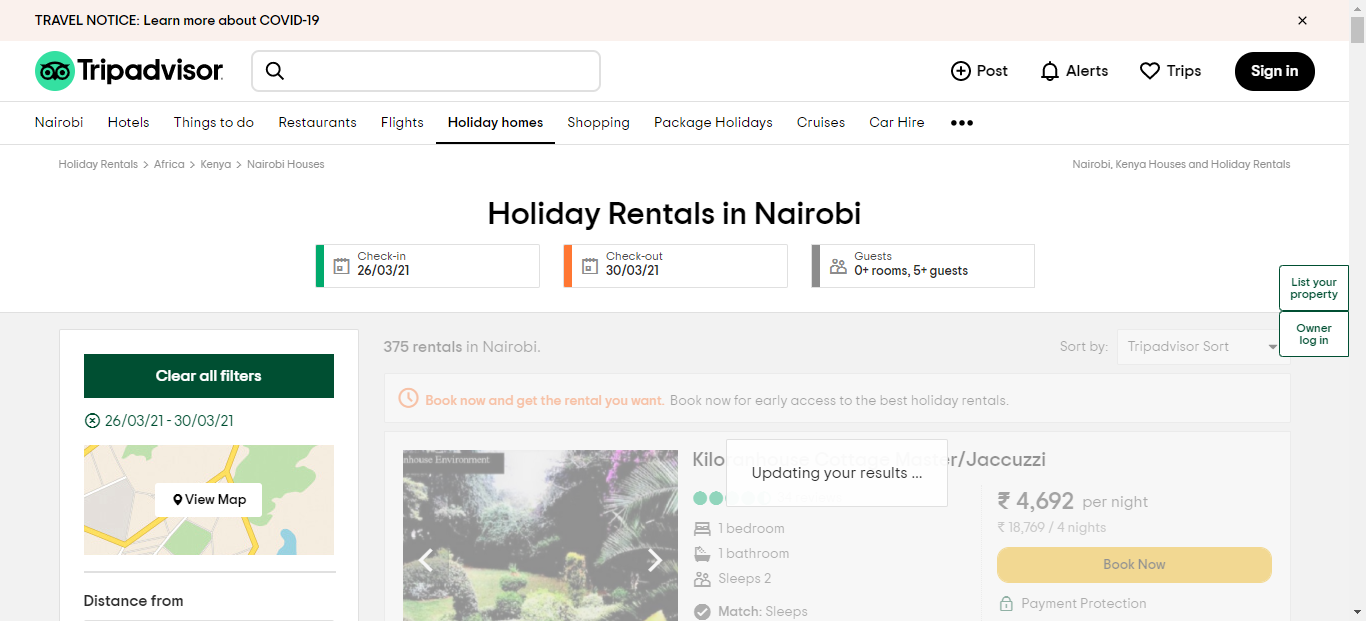 TRAVEL NOTICE: Learn more about COVID-19
Tripadvisor
Post
Alerts
Trips
Sign in
Nairobi
Hotels
Things to do
Restaurants
Flights
Holiday homes
Shopping
Package Holidays
Cruises
Car Hire
Holiday Rentals > Africa > Kenya > Nairobi Houses
Nairobi, Kenya Houses and Holiday Rentals
Holiday Rentals in Nairobi
Check-in
26/03/21
Check-out
30/03/21
Guests
0+ rooms, 5+ guests
List your
property
Owner
log in
Clear all filters
26/03/21 - 30/03/21
View Map
Distance from
375 rentals in Nairobi.
Sort by:
Tripadvisor Sort
Book now and get the rental you want. Book now for early access to the best holiday rentals.
house Environment
Kiloranhouse Cottage Master/Jaccuzzi
Updating your results ...
1 bedroom
1 bathroom
Sleeps 2
Match: Sleeps
₹ 4,692 per night
₹ 18,769 / 4 nights
Book Now
Payment Protection